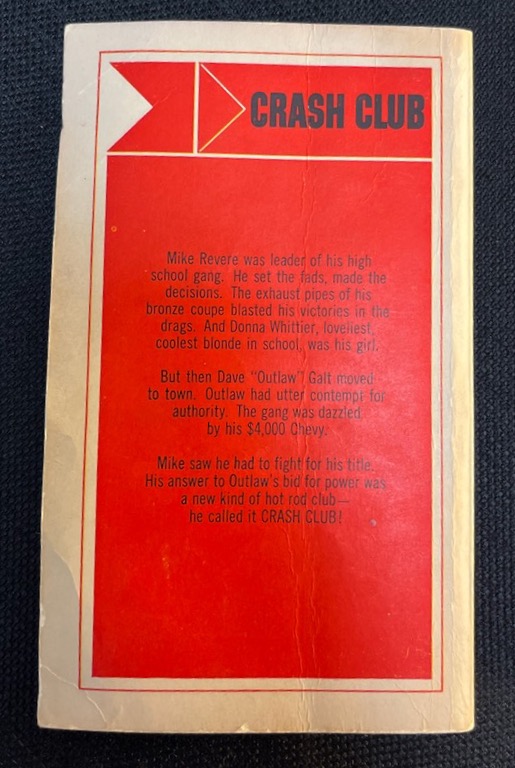 CRASH CLUB
Mike Revere was leader of his high
school gang. He set the fads, made the
decisions. The exhaust pipes of his
bronze coupe blasted his victories in the
drags. And Donna Whittier, loveliest,
coolest blonde in school, was his girl.
But then Dave "Outlaw" Galt moved
to town. Outlaw had utter contempt for
authority. The gang was dazzled
by his $4,000 Chevy.
Mike saw he had to fight for his title.
His answer to Outlaw's bid for power was
a new kind of hot rod club—
he called it CRASH CLUB!